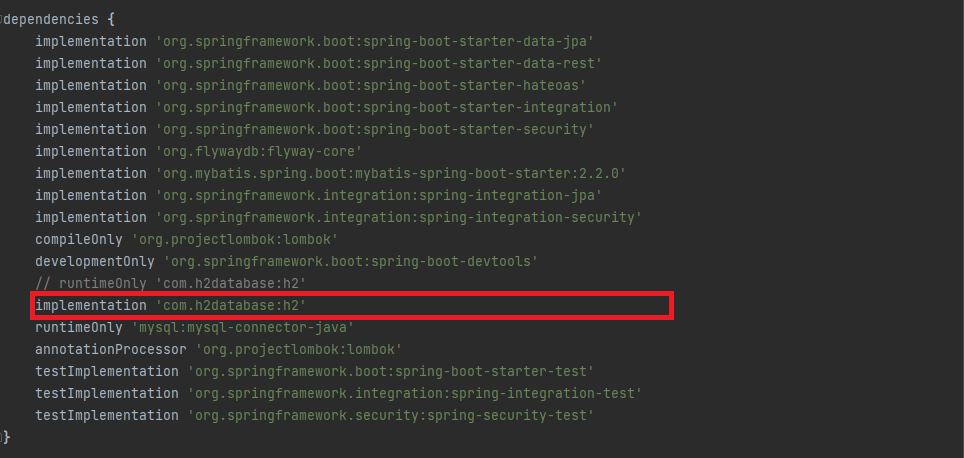 dependencies {
    implementation 'org.springframework.boot:spring-boot-starter-data-jpa'
    implementation 'org.springframework.boot:spring-boot-starter-data-rest'
    implementation 'org.springframework.boot:spring-boot-starter-hateoas'
    implementation 'org.springframework.boot:spring-boot-starter-integration'
    implementation 'org.springframework.boot:spring-boot-starter-security'
    implementation 'org.flywaydb:flyway-core'
    implementation 'org.mybatis.spring.boot:mybatis-spring-boot-starter:2.2.0'
    implementation 'org.springframework.integration:spring-integration-jpa'
    implementation 'org.springframework.integration:spring-integration-security'
    compileOnly 'org.projectlombok:lombok'
    developmentOnly 'org.springframework.boot:spring-boot-devtools'
    // runtimeOnly 'com.h2database:h2'
    implementation 'com.h2database:h2'
    runtimeOnly 'mysql:mysql-connector-java'
    annotationProcessor 'org.projectlombok:lombok'
    testImplementation 'org.springframework.boot:spring-boot-starter-test'
    testImplementation 'org.springframework.integration:spring-integration-test'
    testImplementation 'org.springframework.security:spring-security-test'
}